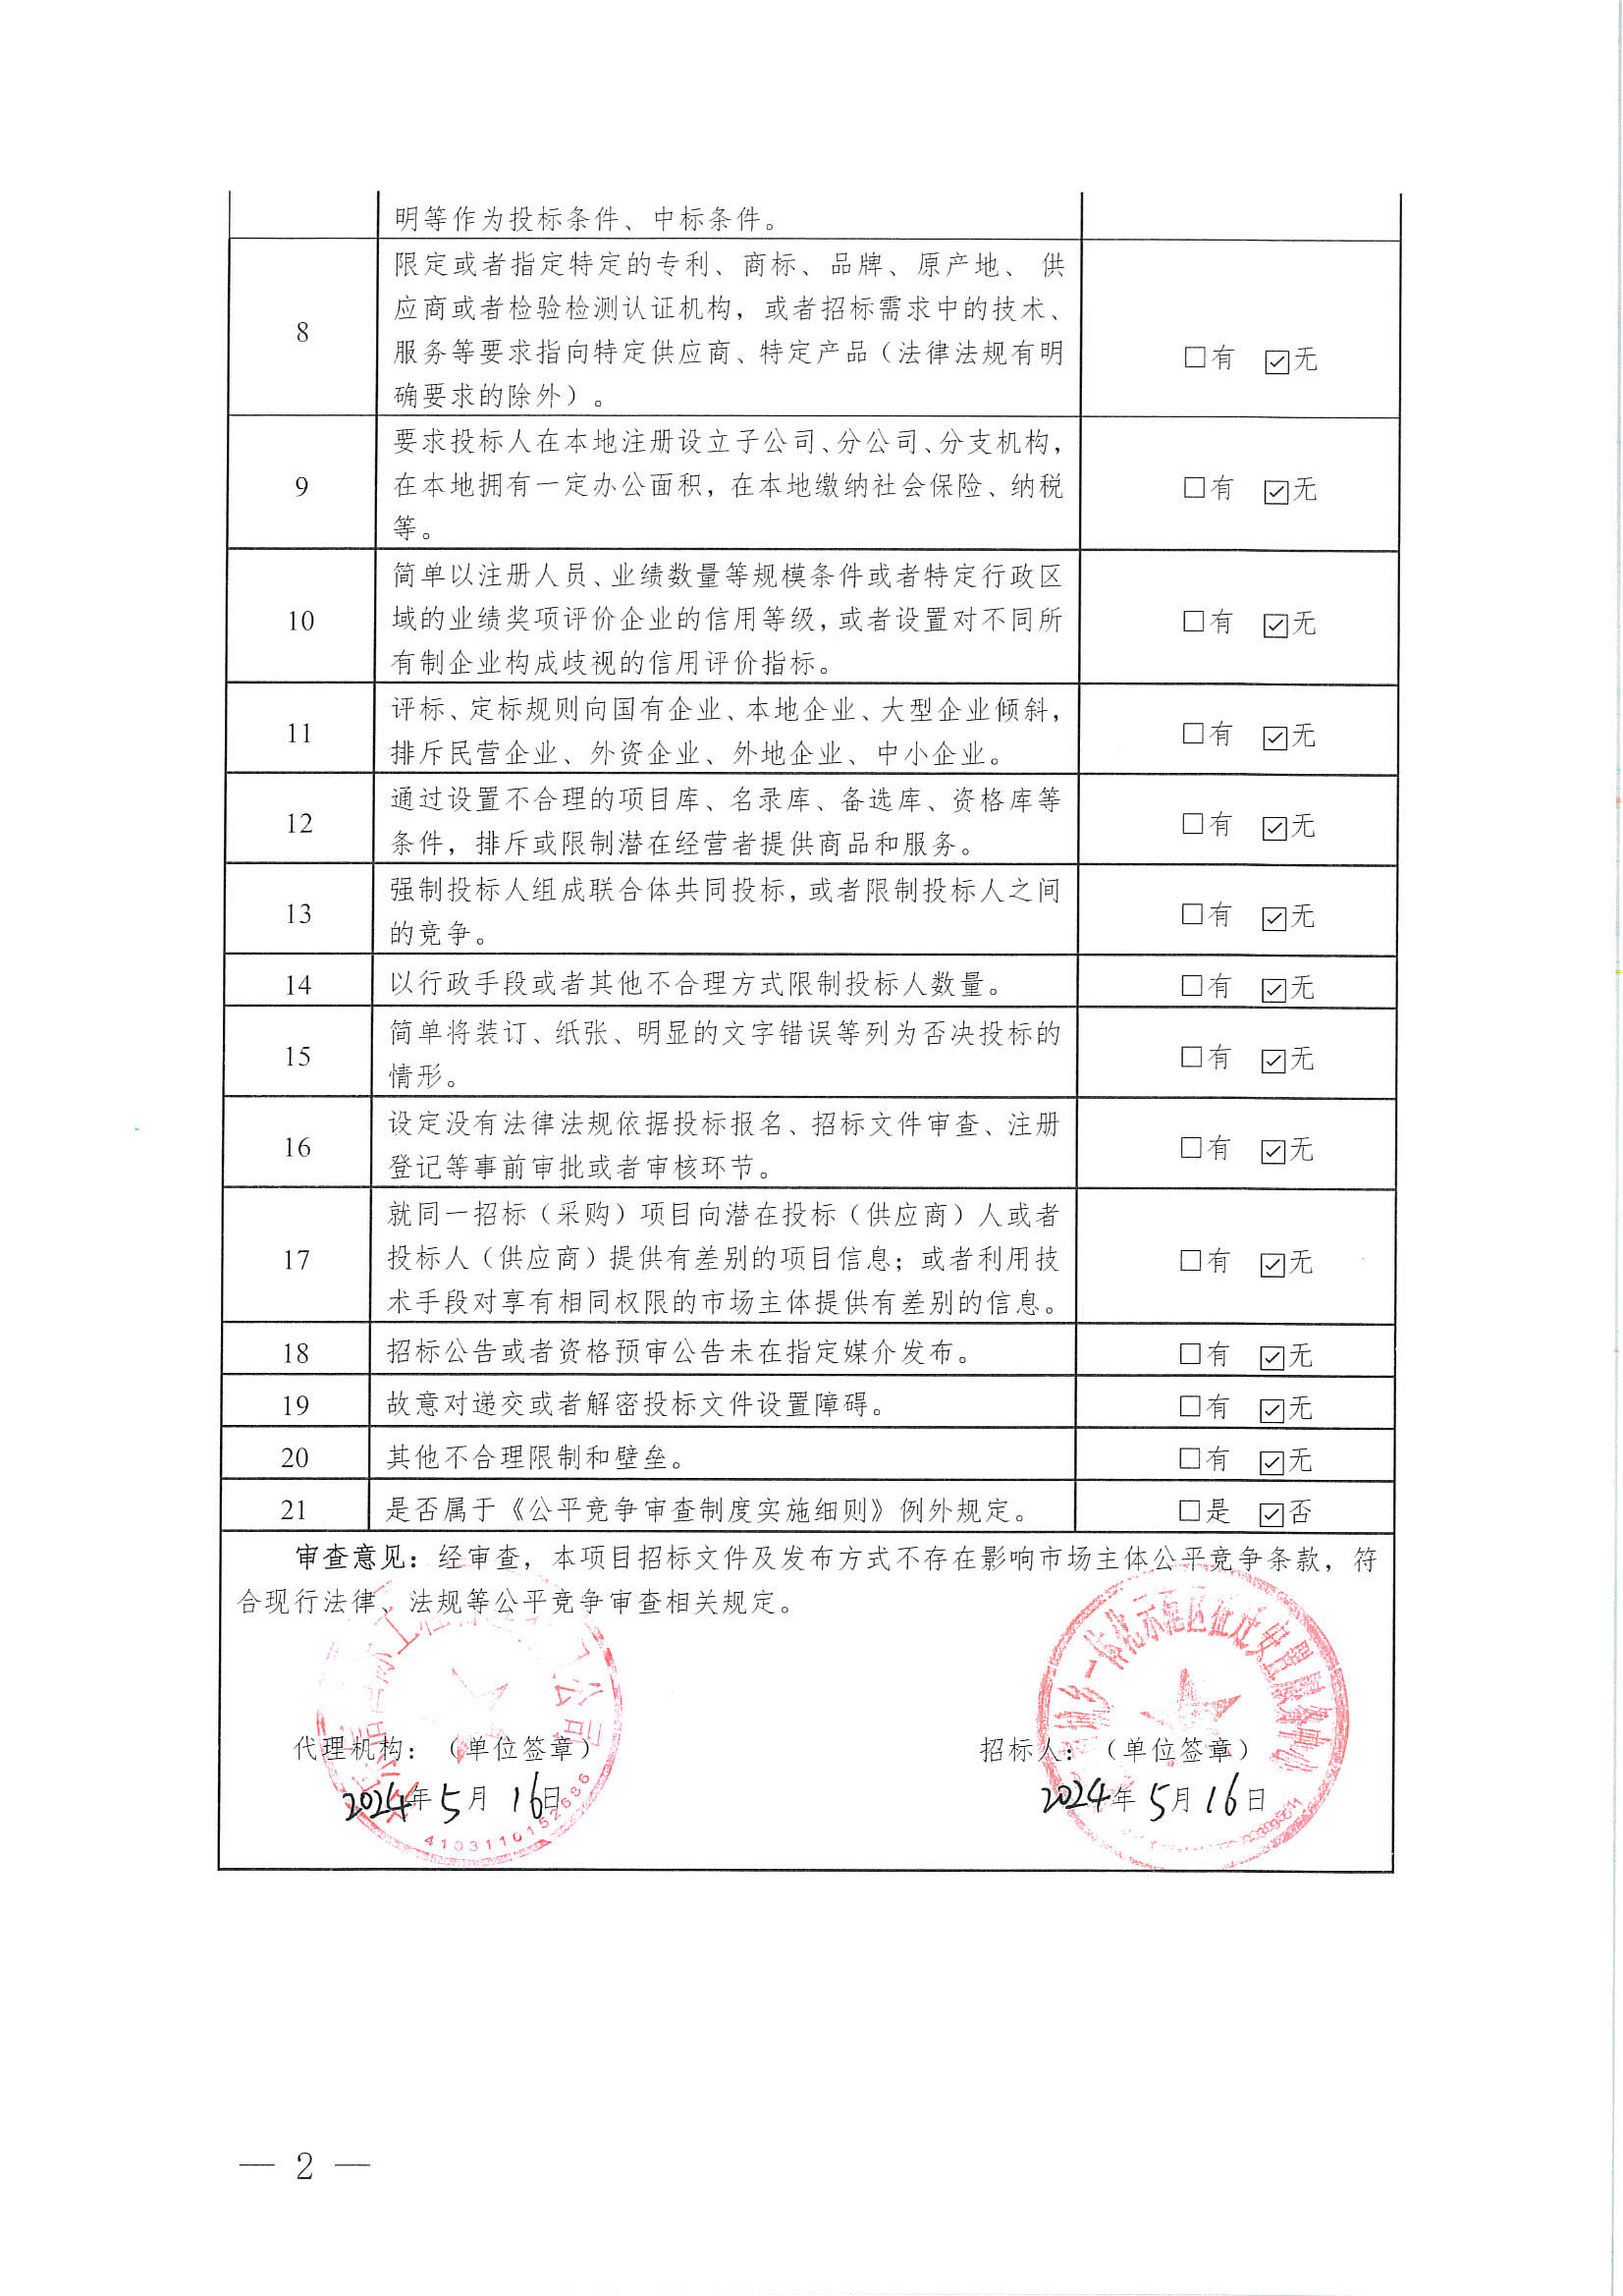 明等作为投标条件、中标条件。
8
限定或者指定特定的专利、商标、品牌、原产地、 供
应商或者检验检测认证机构，或者招标需求中的技术、
服务等要求指向特定供应商、特定产品（法律法规有明
确要求的除外）。
□有 ☑无
9
要求投标人在本地注册设立子公司、分公司、分支机构，
在本地拥有一定办公面积，在本地缴纳社会保险、纳税
等。
□有 ☑无
10
简单以注册人员、业绩数量等规模条件或者特定行政区
域的业绩奖项评价企业的信用等级，或者设置对不同所
有制企业构成歧视的信用评价指标。
□有 ☑无
11
评标、定标规则向国有企业、本地企业、大型企业倾斜，
排斥民营企业、外资企业、外地企业、中小企业。
□有 ☑无
12
通过设置不合理的项目库、名录库、备选库、资格库等
条件，排斥或限制潜在经营者提供商品和服务。
□有 ☑无
13
强制投标人组成联合体共同投标，或者限制投标人之间
的竞争。
□有 ☑无
14
以行政手段或者其他不合理方式限制投标人数量。
□有 ☑无
15
简单将装订、纸张、明显的文字错误等列为否决投标的
情形。
□有 ☑无
16
设定没有法律法规依据投标报名、招标文件审查、注册
登记等事前审批或者审核环节。
□有 ☑无
17
就同一招标（采购）项目向潜在投标（供应商）人或者
投标人（供应商）提供有差别的项目信息；或者利用技
术手段对享有相同权限的市场主体提供有差别的信息。
□有 ☑无
18
招标公告或者资格预审公告未在指定媒介发布。
□有 ☑无
19
故意对递交或者解密投标文件设置障碍。
□有 ☑无
20
其他不合理限制和壁垒。
□有 ☑无
21
是否属于《公平竞争审查制度实施细则》例外规定。
□是 ☑否
审查意见：经审查，本项目招标文件及发布方式不存在影响市场主体公平竞争条款，符
合现行法律、法规等公平竞争审查相关规定。
代理机构：（单位签章）
2024年5月16日
公司
4103110152686
招标人：（单位签章）
2024年5月16日
城乡一体化示范区征迁安置服务中心
— 2 —